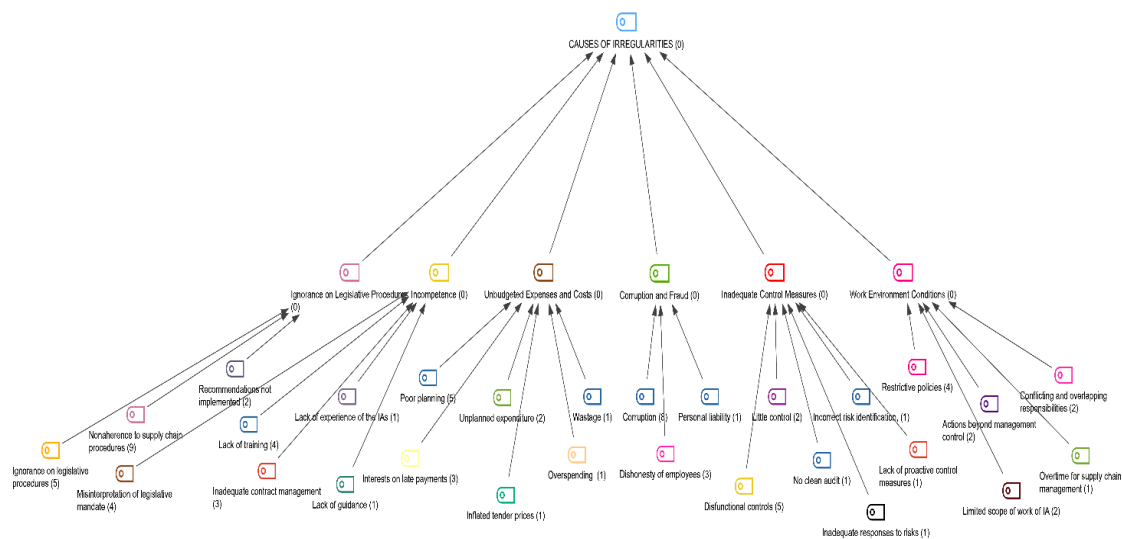 CAUSES OF IRREGULARITIES (0)
Ignorance on Legislative Procedures
(0)
Incompetence (0)
Unbudgeted Expenses and Costs (0)
Corruption and Fraud (0)
Inadequate Control Measures (0)
Work Environment Conditions (0)
Recommendations not
implemented (2)
Lack of experience of the IAs (1)
Poor planning (5)
Unplanned expenditure (2)
Wastage (1)
Corruption (8)
Personal liability (1)
Little control (2)
Incorrect risk identification, (1)
Restrictive policies (4)
Actions beyond management
control (2)
Conflicting and overlapping
responsibilities (2)
Nonaherence to supply chain
procedures (9)
Lack of training (4)
Ignorance on legislative
procedures (5)
Misinterpretation of legislative
mandate (4)
Inadequate contract management
(3)
Lack of guidance (1)
Interests on late payments (3)
Inflated tender prices (1)
Overspending (1)
Dishonesty of employees (3)
Disfunctional controls (5)
No clean audit (1)
Inadequate responses to risks (1)
Lack of proactive control
measures (1)
Limited scope of work of IA (2)
Overtime for supply chain
management (1)